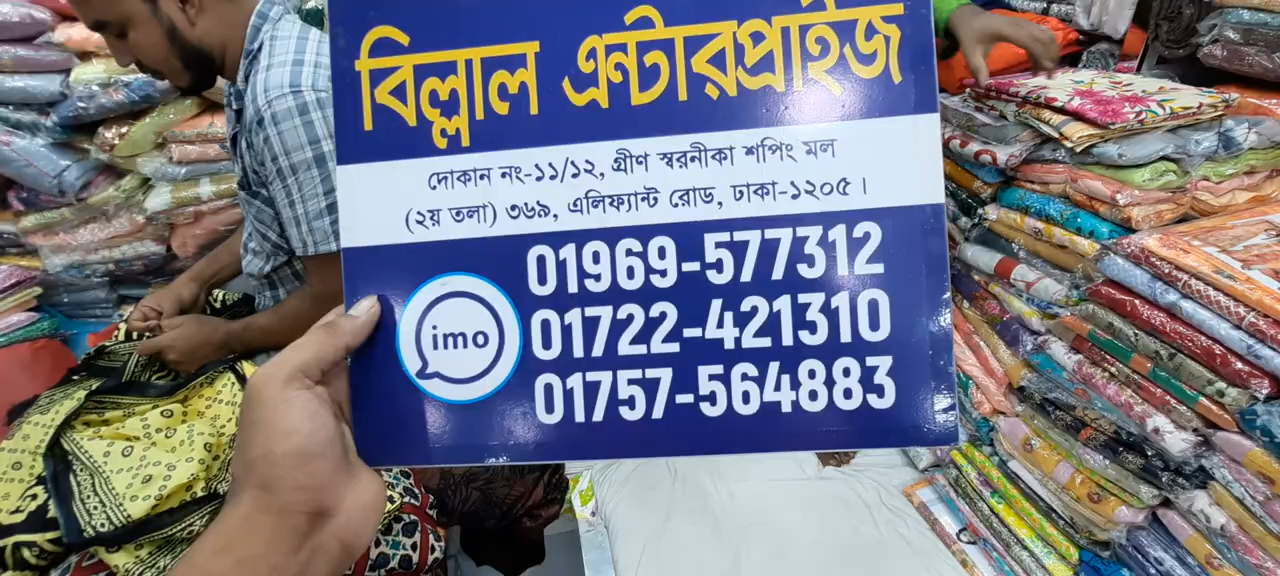 বিল্লাল এন্টারপ্রাইজ
দোকান নং-১১/১২, গ্রীণ স্বরনীকা শপিং মল
(২য় তলা) ৩৬৯, এলিফ্যান্ট রোড, ঢাকা-১২০৫।
01969-577312
imo
01722-421310
01757-564883